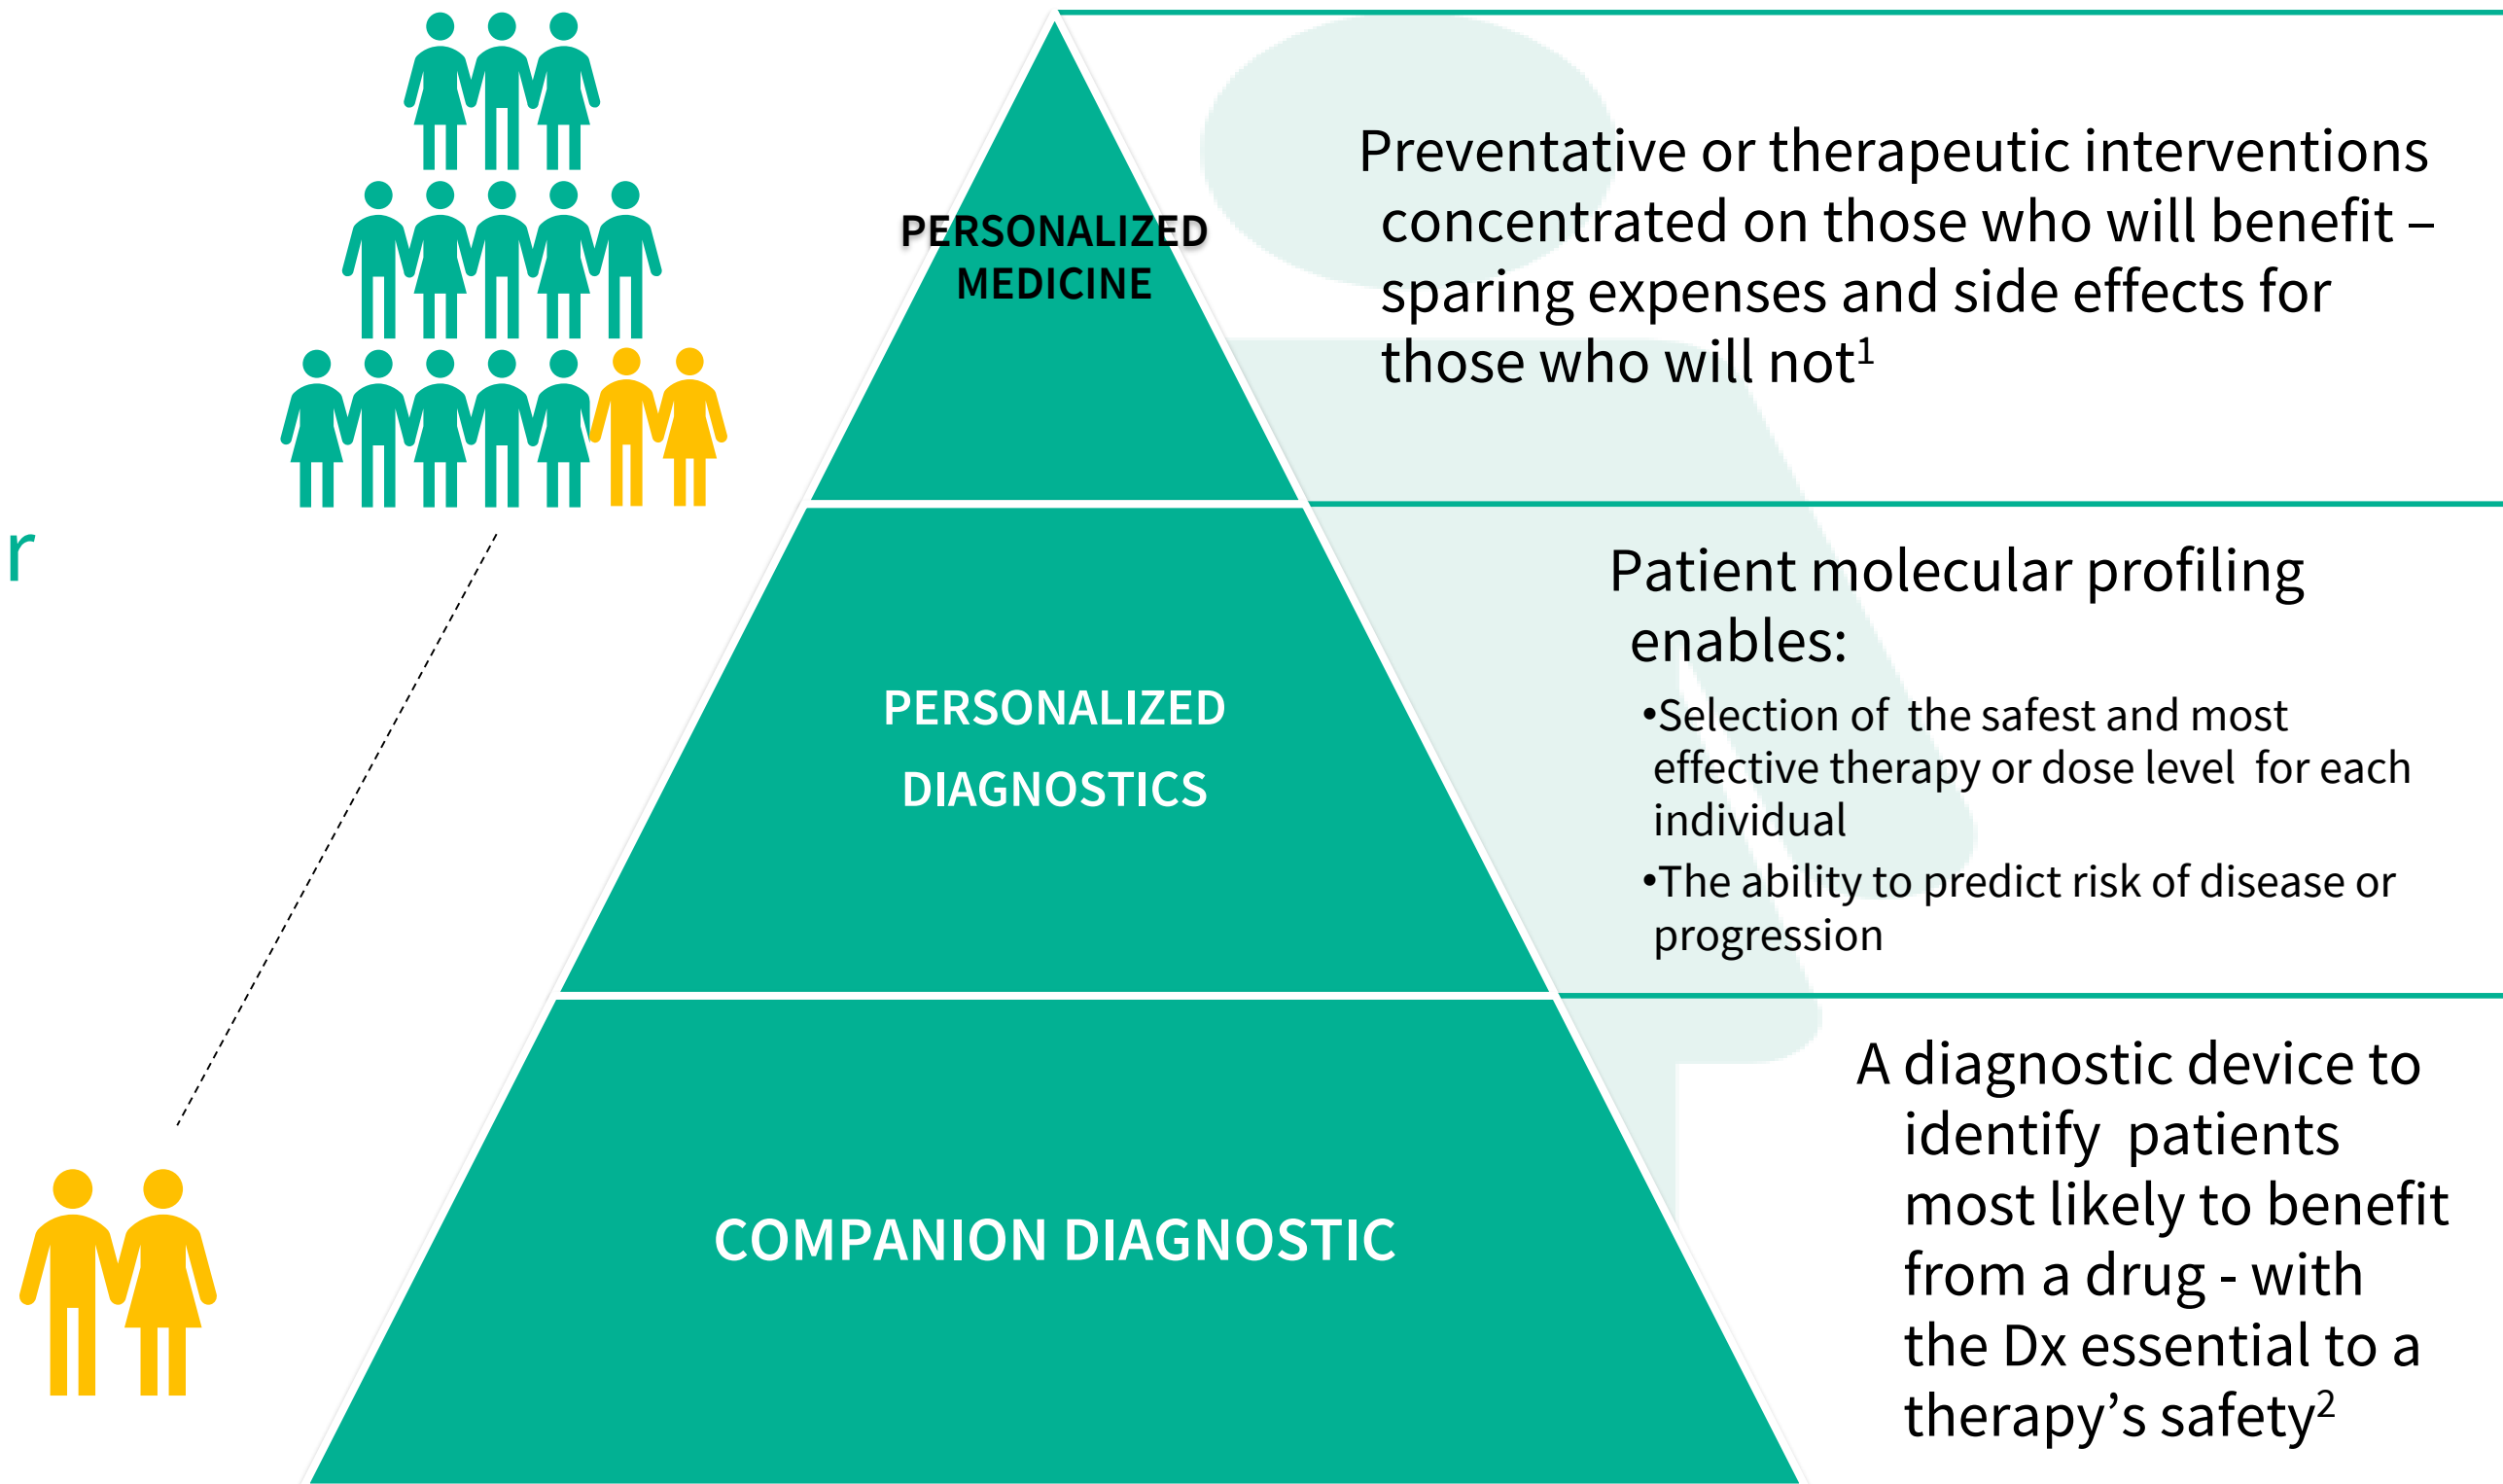 PERSONALIZED
MEDICINE
Preventative or therapeutic interventions
concentrated on those who will benefit –
sparing expenses and side effects for
those who will not¹
r
PERSONALIZED
DIAGNOSTICS
Patient molecular profiling
enables:
•Selection of  the safest and most
effective therapy or dose level  for each
individual
•The ability to predict risk of disease or
progression
COMPANION DIAGNOSTIC
A diagnostic device to
identify  patients
most likely to benefit
from a drug - with
the Dx essential to a
therapy’s safety²